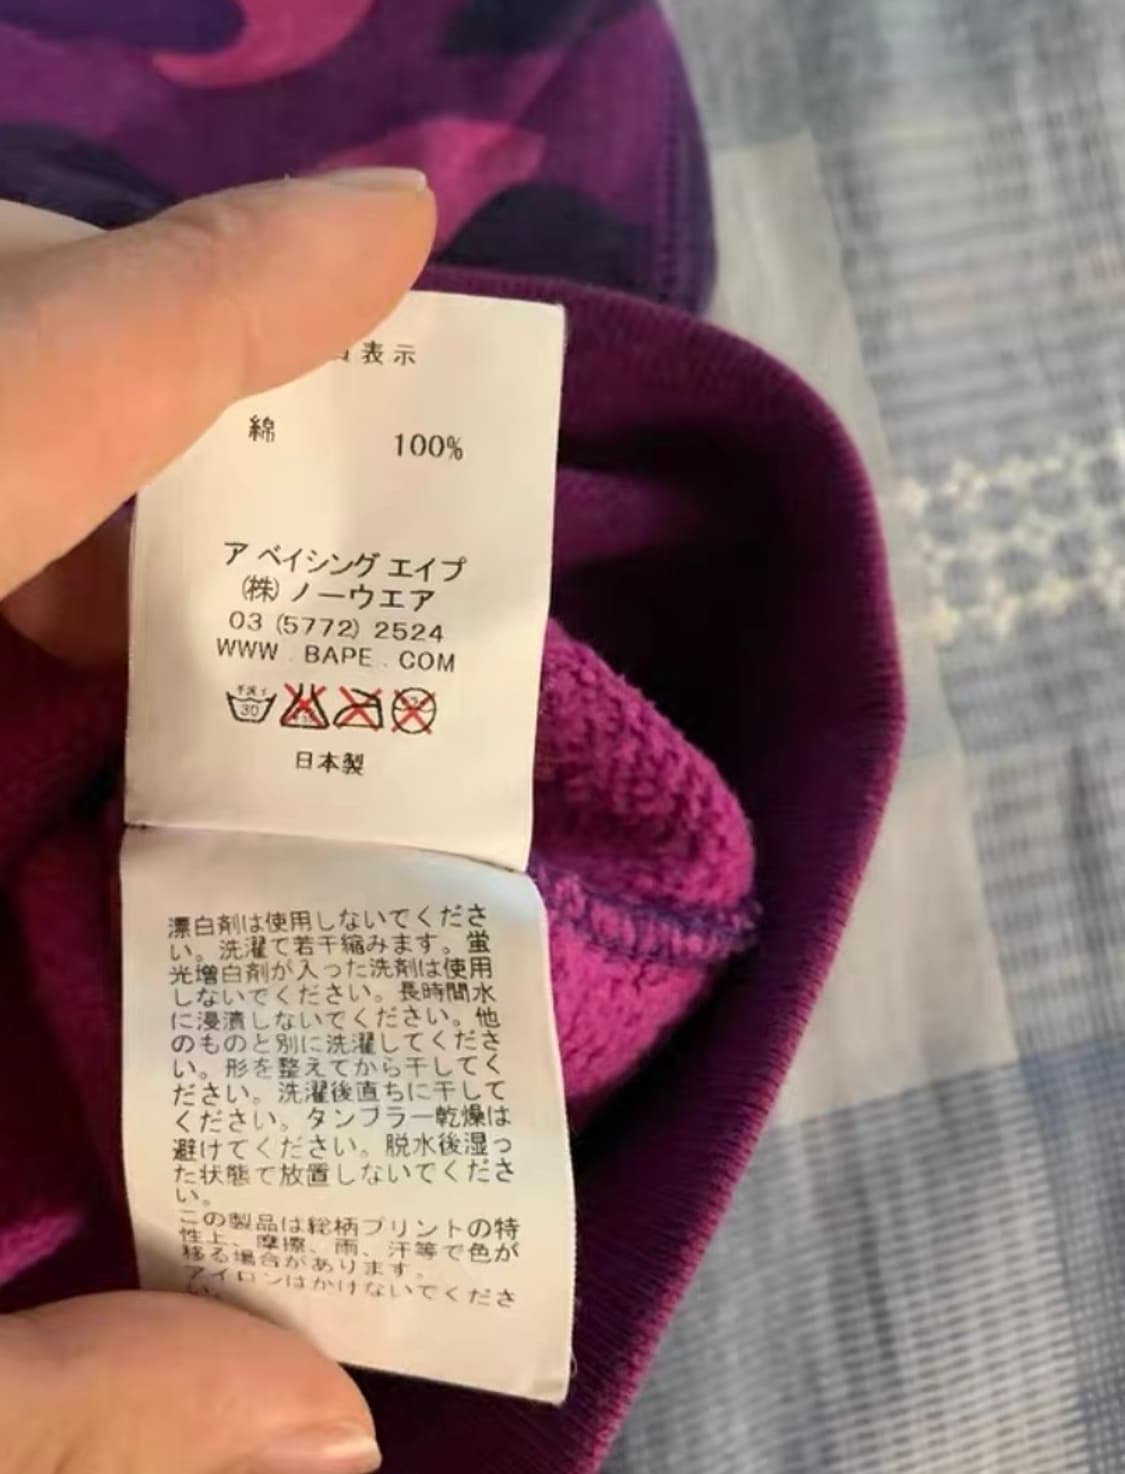 表示
綿 100%
ア ベイシング エイプ
(株) ノーウエア
03 (5772) 2524
WWW . BAPE . COM
30
日本製
漂白剤は使用しないでくださ
い。洗濯で若干縮みます。蛍
光増白剤が入った洗剤は使用
しないでください。長時間水
に浸漬しないでください。他
のものと別に洗濯してくださ
い。形を整えてから干してく
ださい。洗濯後直ちに干して
ください。タンブラー乾燥は
避けてください。脱水後湿っ
た状態で放置しないでくださ
い。
この製品は総柄プリントの特
性上、摩擦、雨、汗等で色が
移る場合があります。
アイロンはかけないでくださ
い。